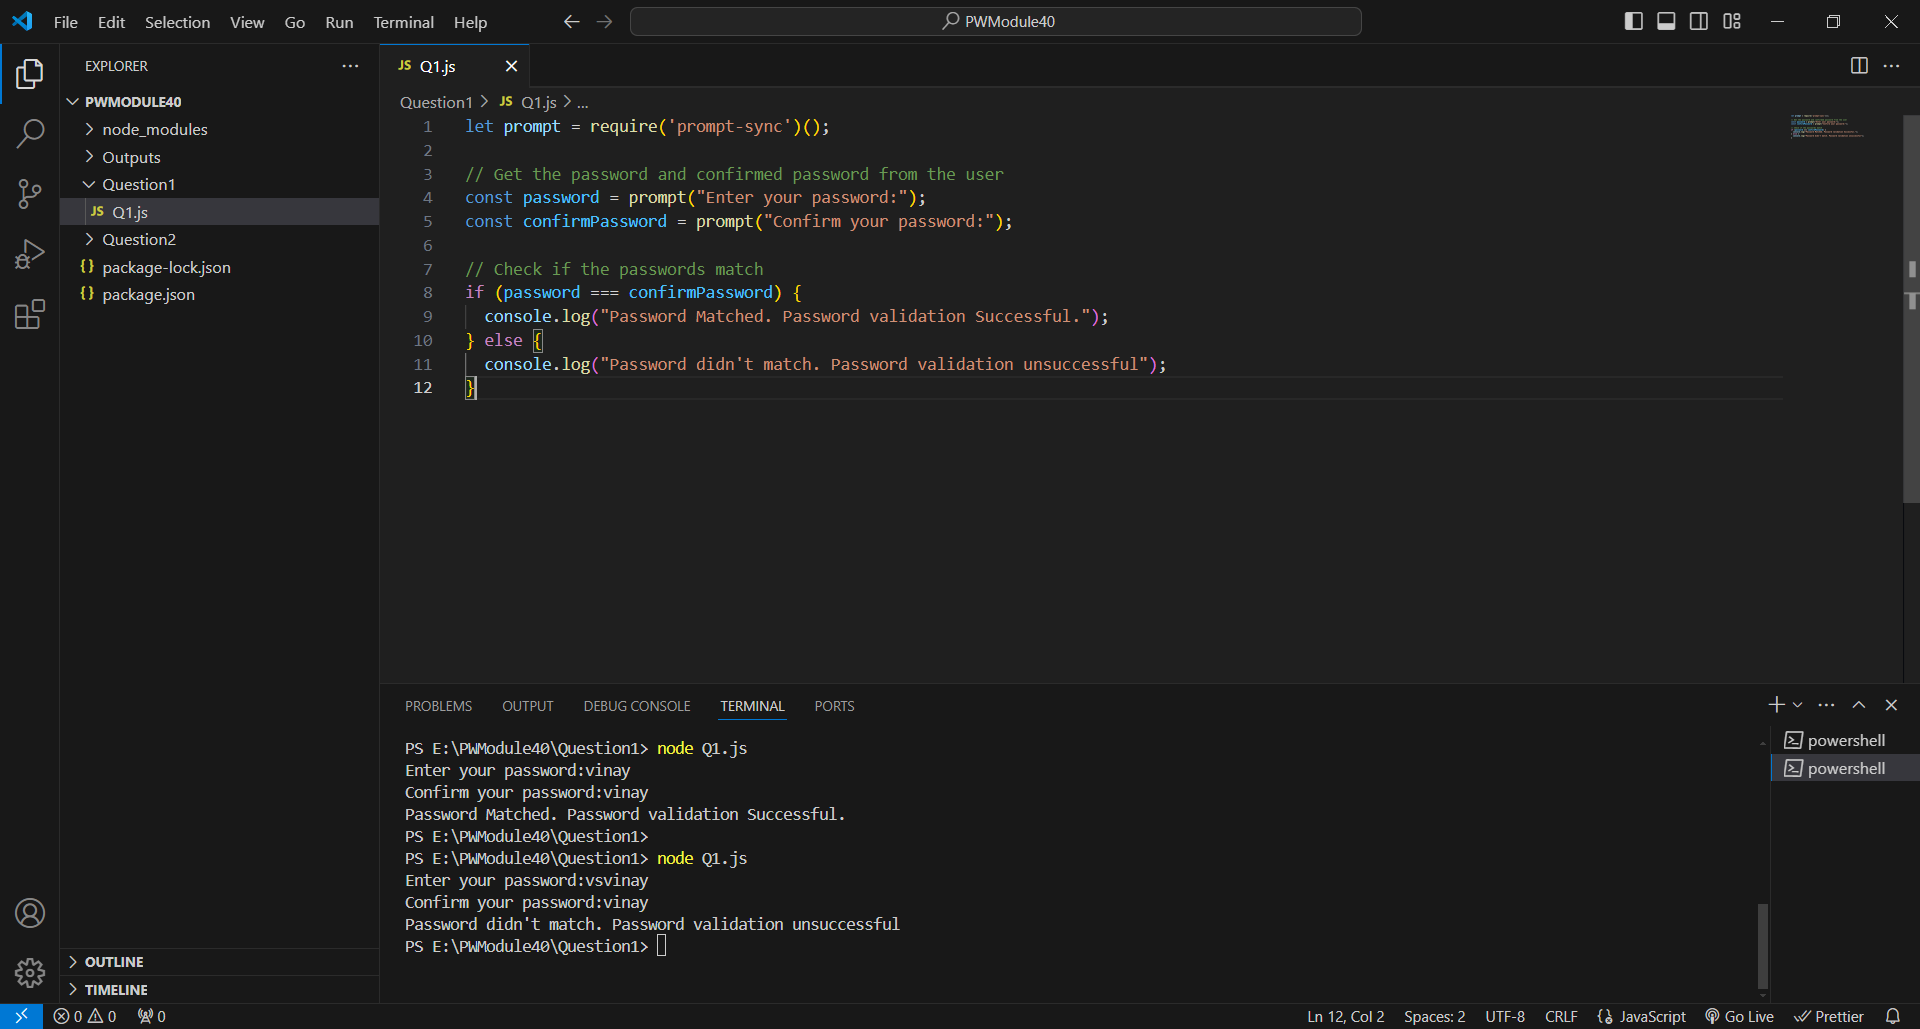 File Edit Selection View Go Run Terminal Help
PWModule40
EXPLORER
PWMODULE40
node_modules
Outputs
Question1
JS Q1.js
Question2
{} package-lock.json
{} package.json
OUTLINE
TIMELINE
JS Q1.js
Question1 > JS Q1.js > ...
1 let prompt = require('prompt-sync')();
2
3 // Get the password and confirmed password from the user
4 const password = prompt("Enter your password:");
5 const confirmPassword = prompt("Confirm your password:");
6
7 // Check if the passwords match
8 if (password === confirmPassword) {
9 console.log("Password Matched. Password validation Successful.");
10 } else {
11 console.log("Password didn't match. Password validation unsuccessful");
12 }
PROBLEMS OUTPUT DEBUG CONSOLE TERMINAL PORTS
PS E:\PWModule40\Question1> node Q1.js
Enter your password:vinay
Confirm your password:vinay
Password Matched. Password validation Successful.
PS E:\PWModule40\Question1>
PS E:\PWModule40\Question1> node Q1.js
Enter your password:vsvinay
Confirm your password:vinay
Password didn't match. Password validation unsuccessful
PS E:\PWModule40\Question1>
powershell
powershell
0 0 0
Ln 12, Col 2 Spaces: 2 UTF-8 CRLF {} JavaScript Go Live Prettier